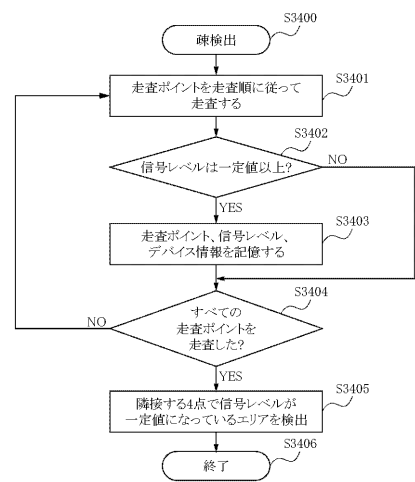 S3400
疎検出
S3401
走査ポイントを走査順に従って
走査する
S3402
信号レベルは一定値以上?
NO
YES
S3403
走査ポイント、信号レベル、
デバイス情報を記憶する
S3404
すべての
走査ポイントを
走査した?
NO
YES
S3405
隣接する4点で信号レベルが
一定値になっているエリアを検出
S3406
終了